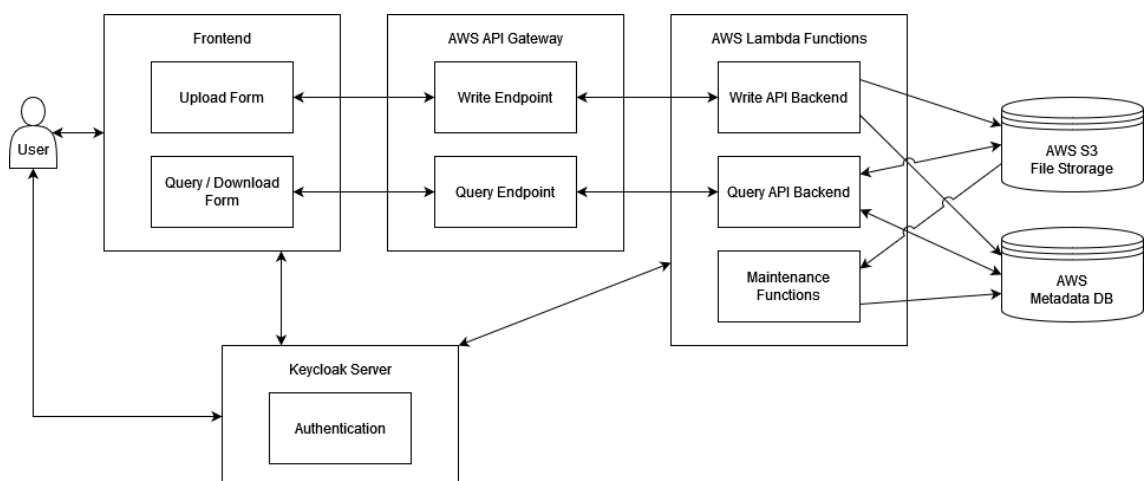 Frontend
AWS API Gateway
AWS Lambda Functions
Upload Form
Write Endpoint
Write API Backend
User
AWS S3
File Strorage
Query / Download
Form
Query Endpoint
Query API Backend
Maintenance
Functions
AWS
Metadata DB
Keycloak Server
Authentication